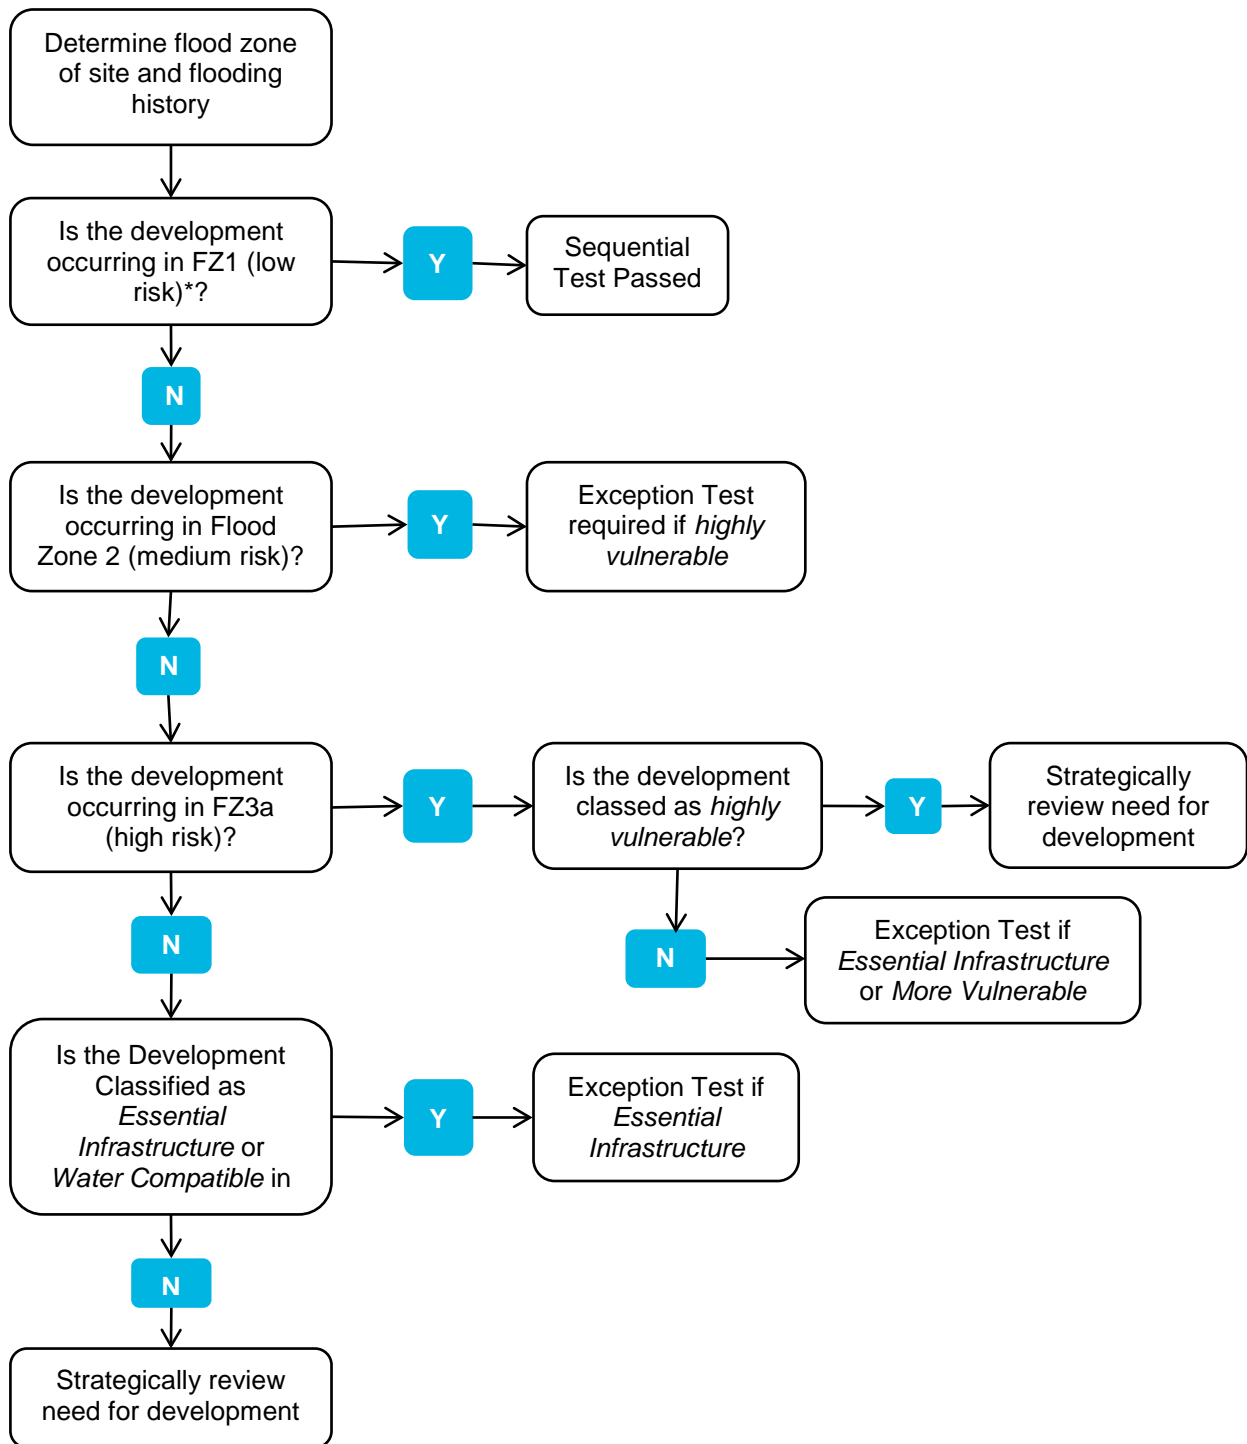 Determine flood zone
of site and flooding
history
Is the development
occurring in FZ1 (low
risk)*?
Y
Sequential
Test Passed
N
Is the development
occurring in Flood
Zone 2 (medium risk)?
Y
Exception Test
required if highly
vulnerable
N
Is the development
occurring in FZ3a
(high risk)?
Y
Is the development
classed as highly
vulnerable?
Y
Strategically
review need for
development
N
Exception Test if
Essential Infrastructure
or More Vulnerable
N
Is the Development
Classified as
Essential
Infrastructure or
Water Compatible in
Y
Exception Test if
Essential
Infrastructure
N
Strategically review
need for development